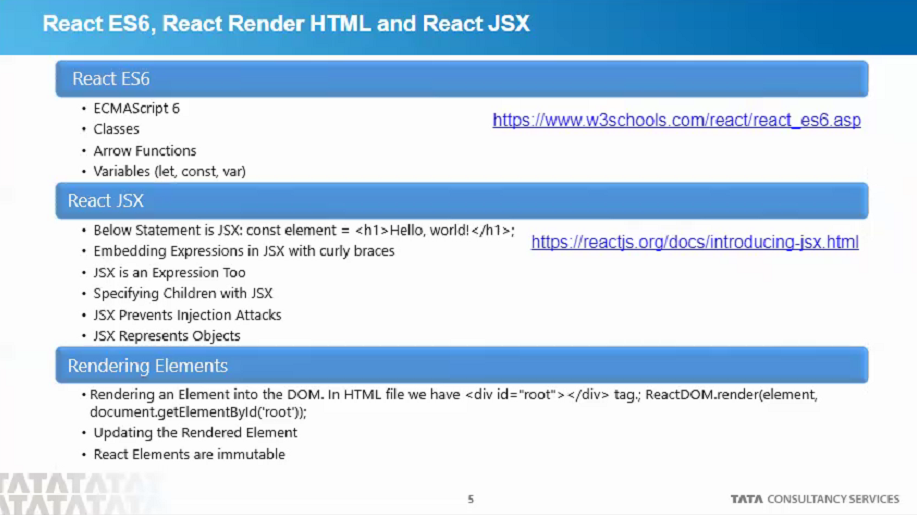 React ES6, React Render HTML and React JSX
React ES6
• ECMAScript 6
• Classes
• Arrow Functions
• Variables (let, const, var)
https://www.w3schools.com/react/react_es6.asp
React JSX
• Below Statement is JSX: const element = <h1>Hello, world!</h1>;
• Embedding Expressions in JSX with curly braces
• JSX is an Expression Too
• Specifying Children with JSX
• JSX Prevents Injection Attacks
• JSX Represents Objects
https://reactjs.org/docs/introducing-jsx.html
Rendering Elements
• Rendering an Element into the DOM. In HTML file we have <div id="root"></div> tag.; ReactDOM.render(element,
document.getElementById('root'));
• Updating the Rendered Element
• React Elements are immutable
TATATATATA
TATATATATA
5
TATA CONSULTANCY SERVICES